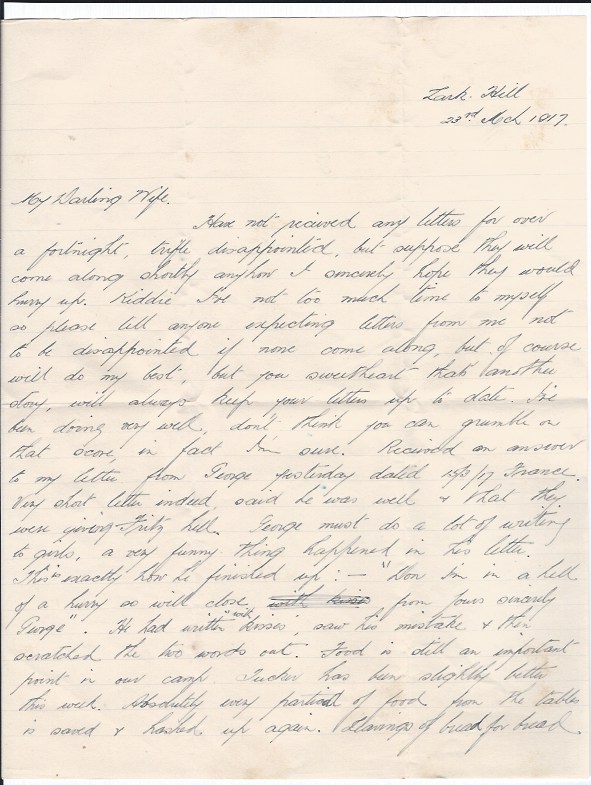 Lark Hill
23rd Mch 1917.
My Darling Wife.
Have not recieved any letters for over
a fortnight, trifle disappointed, but suppose they will
come along shortly anyhow I sincerely hope they would
hurry up. Kiddie I've not too much time to myself
so please tell anyone expecting letters from me not
to be disappointed if none come along, but of course
will do my best, but you sweetheart that's another
story, will always keep your letters up to date. I've
been doing very well, don't think you can grumble on
that score, in fact I'm sure. Recieved an answer
to my letter from George yesterday dated 15/3/17 France.
Very short letter indeed, said he was well & that they
were giving Fritz hell. George must do a lot of writing
to girls, a very funny thing happened in his letter.
This exactly how he finished up :— "Von I'm in a hell
of a hurry so will close with kisses from yours sincerely
George". He had written "with kisses", saw his mistake & then
scratched the two words out. Food is still an important
point in our camp Tucker has been slightly better
this week. Absolutely every particle of food from the tables
is saved & hashed up again. of bread for bread.